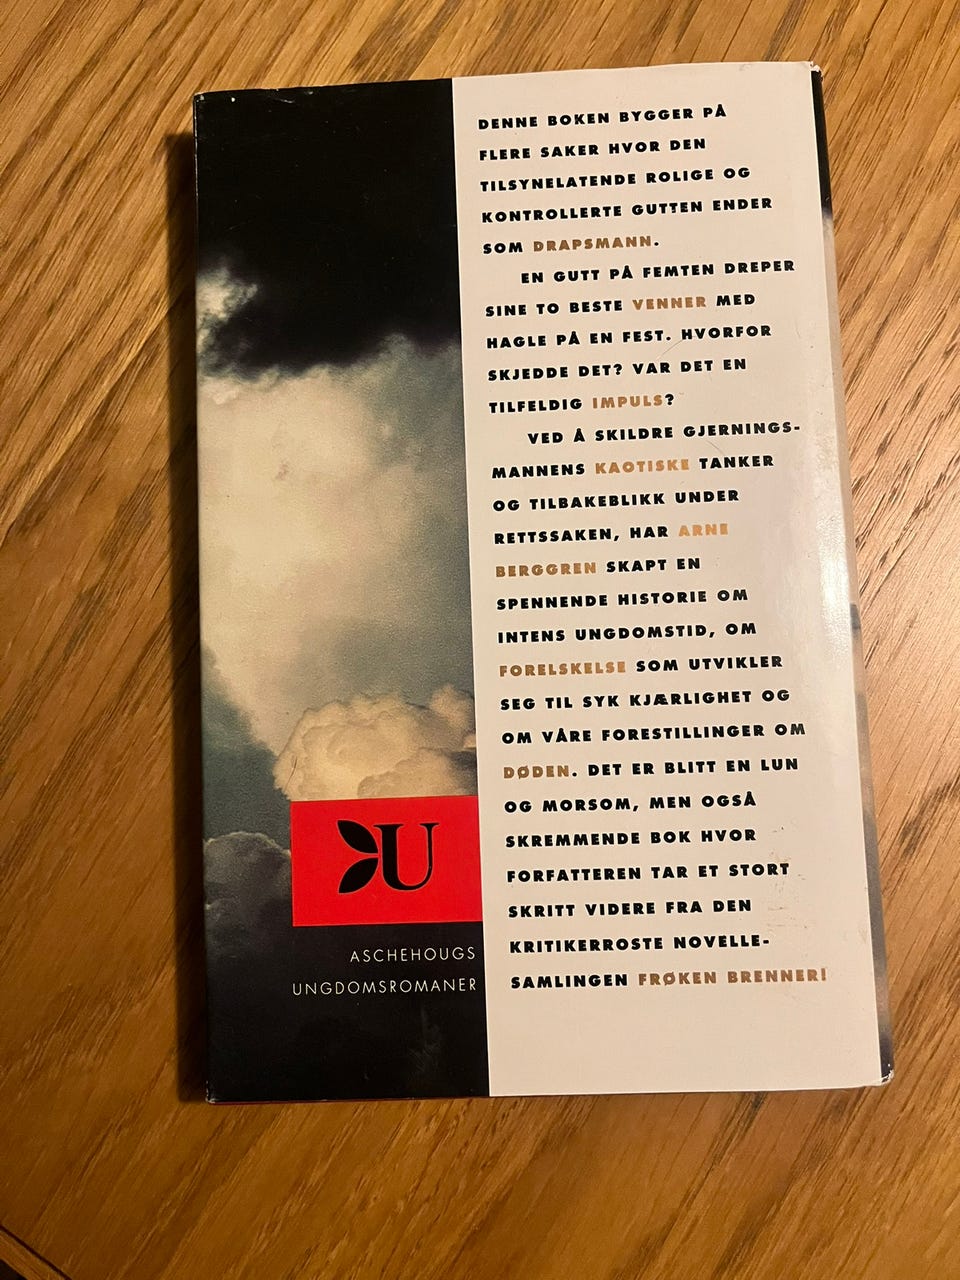 DENNE BOKEN BYGGER PÅ
FLERE SAKER HVOR DEN
TILSYNELATENDE ROLIGE OG
KONTROLLERTE GUTTEN ENDER
SOM DRAPSMANN.
EN GUTT PÅ FEMTEN DREPER
SINE TO BESTE VENNER MED
HAGLE PÅ EN FEST. HVORFOR
SKJEDDE DET? VAR DET EN
TILFELDIG IMPULS?
VED Å SKILDRE GJERNINGS-
MANNENS KAOTISKE TANKER
OG TILBAKEBLIKK UNDER
RETTSSAKEN, HAR ARNE
BERGGREN SKAPT EN
SPENNENDE HISTORIE OM
INTENS UNGDOMSTID, OM
FORELSKELSE SOM UTVIKLER
SEG TIL SYK KJÆRLIGHET OG
OM VÅRE FORESTILLINGER OM
DØDEN. DET ER BLITT EN LUN
OG MORSOM, MEN OGSÅ
SKREMMENDE BOK HVOR
FORFATTEREN TAR ET STORT
SKRITT VIDERE FRA DEN
KRITIKERROSTE NOVELLE-
SAMLINGEN FRØKEN BRENNER!
U
ASCHEHOUGS
UNGDOMSROMANER